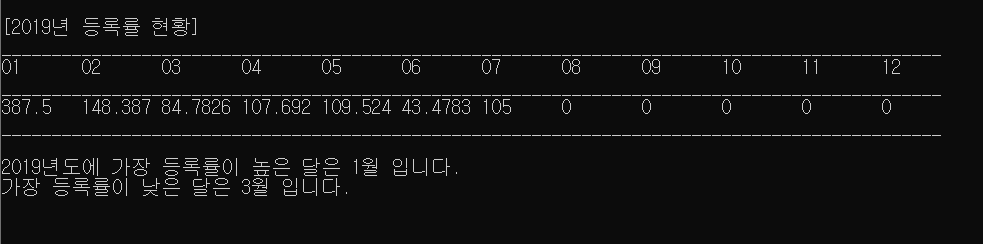 [2019년 등록률 현황]
01 02 03 04 05 06 07 08 09 10 11 12
387.5 148.387 84.7826 107.692 109.524 43.4783 105 0 0 0 0 0
2019년도에 가장 등록률이 높은 달은 1월 입니다.
가장 등록률이 낮은 달은 3월 입니다.